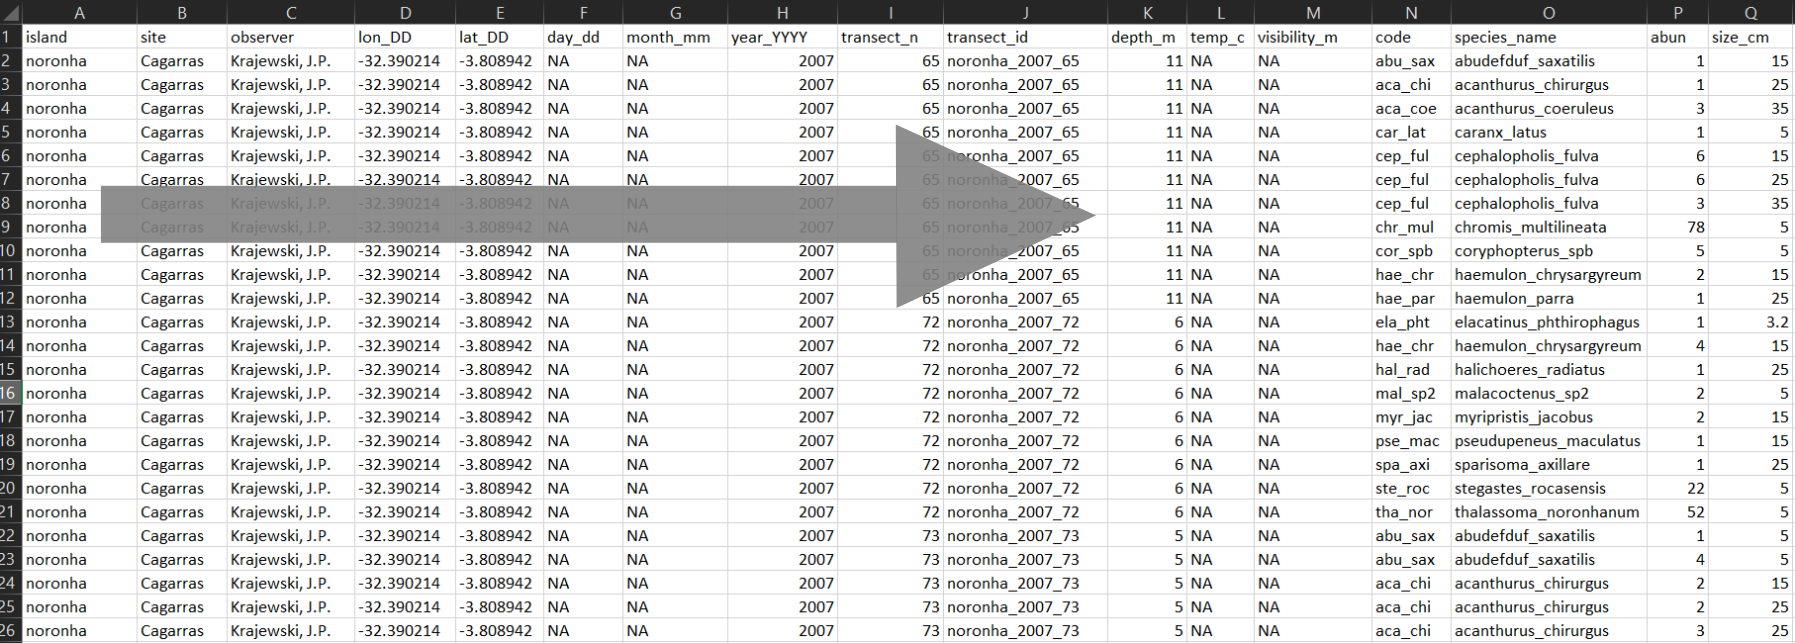 A B C D E F G H I J K L M N O P Q
1 island site observer lon_DD lat_DD day_dd month_mm year_YYYY transect_n transect_id depth_m temp_c visibility_m code species_name abun size_cm
2 noronha Cagarras Krajewski, J.P. -32.390214 -3.808942 NA NA 2007 65 noronha_2007_65 11 NA NA abu_sax abudefduf_saxatilis 1 15
3 noronha Cagarras Krajewski, J.P. -32.390214 -3.808942 NA NA 2007 65 noronha_2007_65 11 NA NA aca_chi acanthurus_chirurgus 1 25
4 noronha Cagarras Krajewski, J.P. -32.390214 -3.808942 NA NA 2007 65 noronha_2007_65 11 NA NA aca_coe acanthurus_coeruleus 3 35
5 noronha Cagarras Krajewski, J.P. -32.390214 -3.808942 NA NA 2007 65 noronha_2007_65 11 NA NA car_lat caranx_latus 1 5
6 noronha Cagarras Krajewski, J.P. -32.390214 -3.808942 NA NA 2007 65 noronha_2007_65 11 NA NA cep_ful cephalopholis_fulva 6 15
7 noronha Cagarras Krajewski, J.P. -32.390214 -3.808942 NA NA 2007 65 noronha_2007_65 11 NA NA cep_ful cephalopholis_fulva 6 25
8 noronha Cagarras Krajewski, J.P. -32.390214 -3.808942 NA NA 2007 65 noronha_2007_65 11 NA NA cep_ful cephalopholis_fulva 3 35
9 noronha Cagarras Krajewski, J.P. -32.390214 -3.808942 NA NA 2007 65 noronha_2007_65 11 NA NA chr_mul chromis_multilineata 78 5
10 noronha Cagarras Krajewski, J.P. -32.390214 -3.808942 NA NA 2007 65 noronha_2007_65 11 NA NA cor_spb coryphopterus_spb 5 5
11 noronha Cagarras Krajewski, J.P. -32.390214 -3.808942 NA NA 2007 65 noronha_2007_65 11 NA NA hae_chr haemulon_chrysargyreum 2 15
12 noronha Cagarras Krajewski, J.P. -32.390214 -3.808942 NA NA 2007 65 noronha_2007_65 11 NA NA hae_par haemulon_parra 1 25
13 noronha Cagarras Krajewski, J.P. -32.390214 -3.808942 NA NA 2007 72 noronha_2007_72 6 NA NA ela_pht elacatinus_phthirophagus 1 3.2
14 noronha Cagarras Krajewski, J.P. -32.390214 -3.808942 NA NA 2007 72 noronha_2007_72 6 NA NA hae_chr haemulon_chrysargyreum 4 15
15 noronha Cagarras Krajewski, J.P. -32.390214 -3.808942 NA NA 2007 72 noronha_2007_72 6 NA NA hal_rad halichoeres_radiatus 1 25
16 noronha Cagarras Krajewski, J.P. -32.390214 -3.808942 NA NA 2007 72 noronha_2007_72 6 NA NA mal_sp2 malacoctenus_sp2 2 5
17 noronha Cagarras Krajewski, J.P. -32.390214 -3.808942 NA NA 2007 72 noronha_2007_72 6 NA NA myr_jac myripristis_jacobus 2 15
18 noronha Cagarras Krajewski, J.P. -32.390214 -3.808942 NA NA 2007 72 noronha_2007_72 6 NA NA pse_mac pseudupeneus_maculatus 1 15
19 noronha Cagarras Krajewski, J.P. -32.390214 -3.808942 NA NA 2007 72 noronha_2007_72 6 NA NA spa_axi sparisoma_axillare 1 25
20 noronha Cagarras Krajewski, J.P. -32.390214 -3.808942 NA NA 2007 72 noronha_2007_72 6 NA NA ste_roc stegastes_rocasensis 22 5
21 noronha Cagarras Krajewski, J.P. -32.390214 -3.808942 NA NA 2007 72 noronha_2007_72 6 NA NA tha_nor thalassoma_noronhanum 52 5
22 noronha Cagarras Krajewski, J.P. -32.390214 -3.808942 NA NA 2007 73 noronha_2007_73 5 NA NA abu_sax abudefduf_saxatilis 1 5
23 noronha Cagarras Krajewski, J.P. -32.390214 -3.808942 NA NA 2007 73 noronha_2007_73 5 NA NA abu_sax abudefduf_saxatilis 4 5
24 noronha Cagarras Krajewski, J.P. -32.390214 -3.808942 NA NA 2007 73 noronha_2007_73 5 NA NA aca_chi acanthurus_chirurgus 2 15
25 noronha Cagarras Krajewski, J.P. -32.390214 -3.808942 NA NA 2007 73 noronha_2007_73 5 NA NA aca_chi acanthurus_chirurgus 2 25
26 noronha Cagarras Krajewski, J.P. -32.390214 -3.808942 NA NA 2007 73 noronha_2007_73 5 NA NA aca_chi acanthurus_chirurgus 3 25